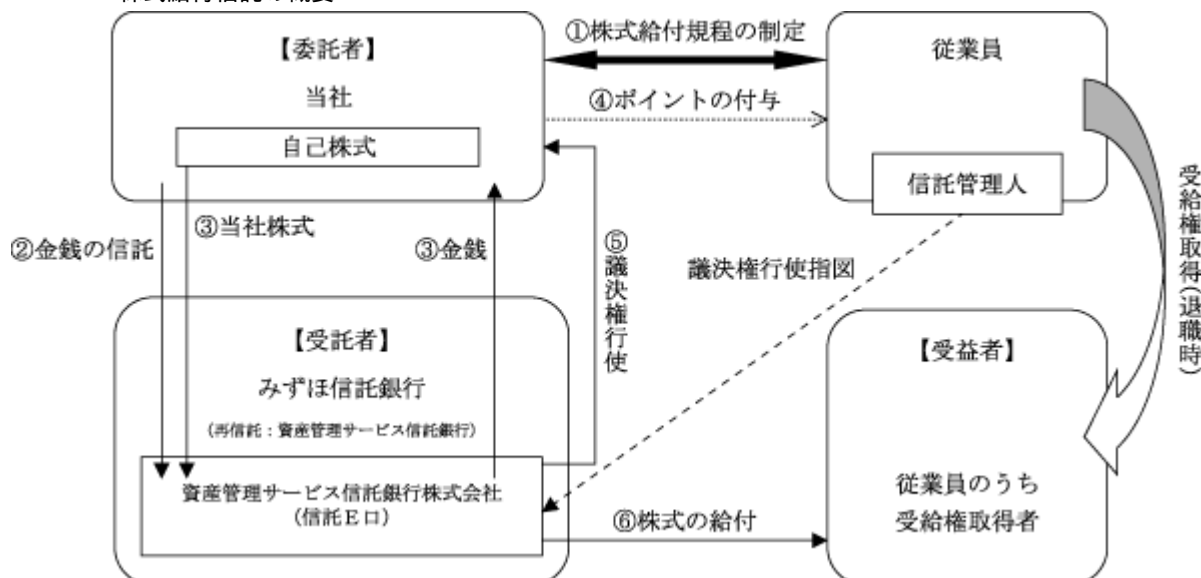 株式給付信託の概要
【委託者】
当社
自己株式
①株式給付規程の制定
④ポイントの付与
従業員
信託管理人
②金銭の信託
③当社株式
③金銭
⑤議決権行使
議決権行使指図
受給権取得(退職時)
【受託者】
みずほ信託銀行
(再信託：資産管理サービス信託銀行)
資産管理サービス信託銀行株式会社
(信託Ｅ口)
⑥株式の給付
【受益者】
従業員のうち
受給権取得者